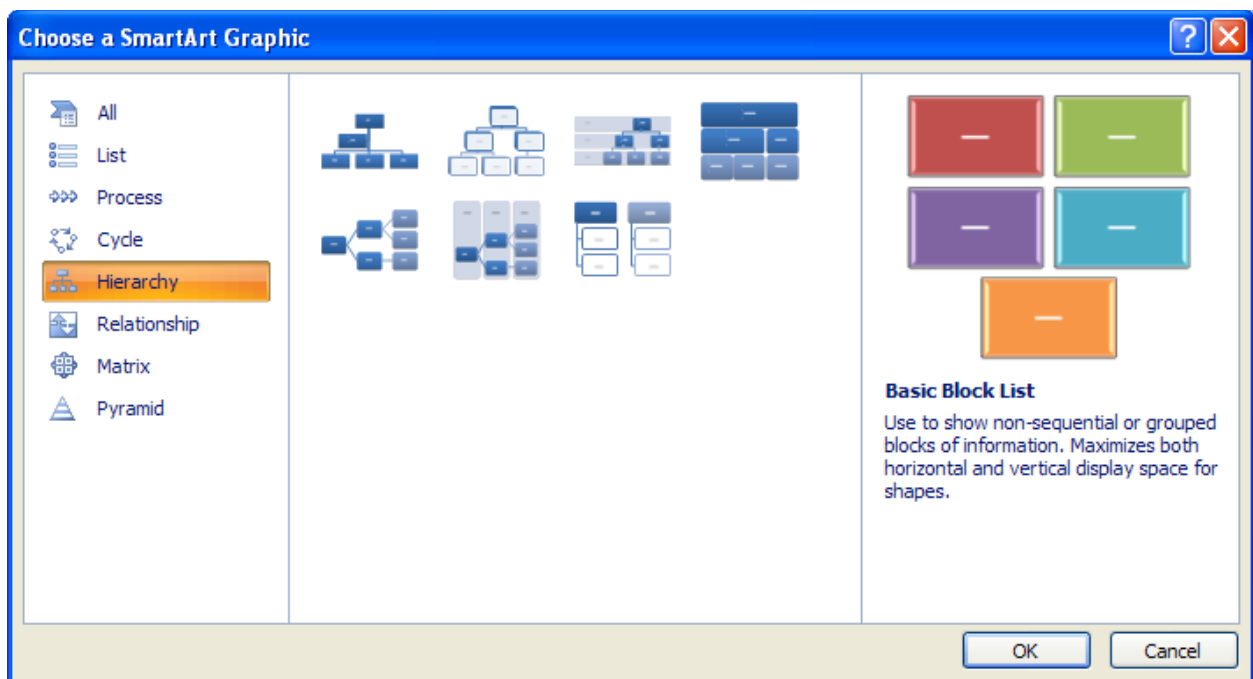 Choose a SmartArt Graphic
All
List
Process
Cycle
Hierarchy
Relationship
Matrix
Pyramid
Basic Block List
Use to show non-sequential or grouped
blocks of information. Maximizes both
horizontal and vertical display space for
shapes.
OK
Cancel